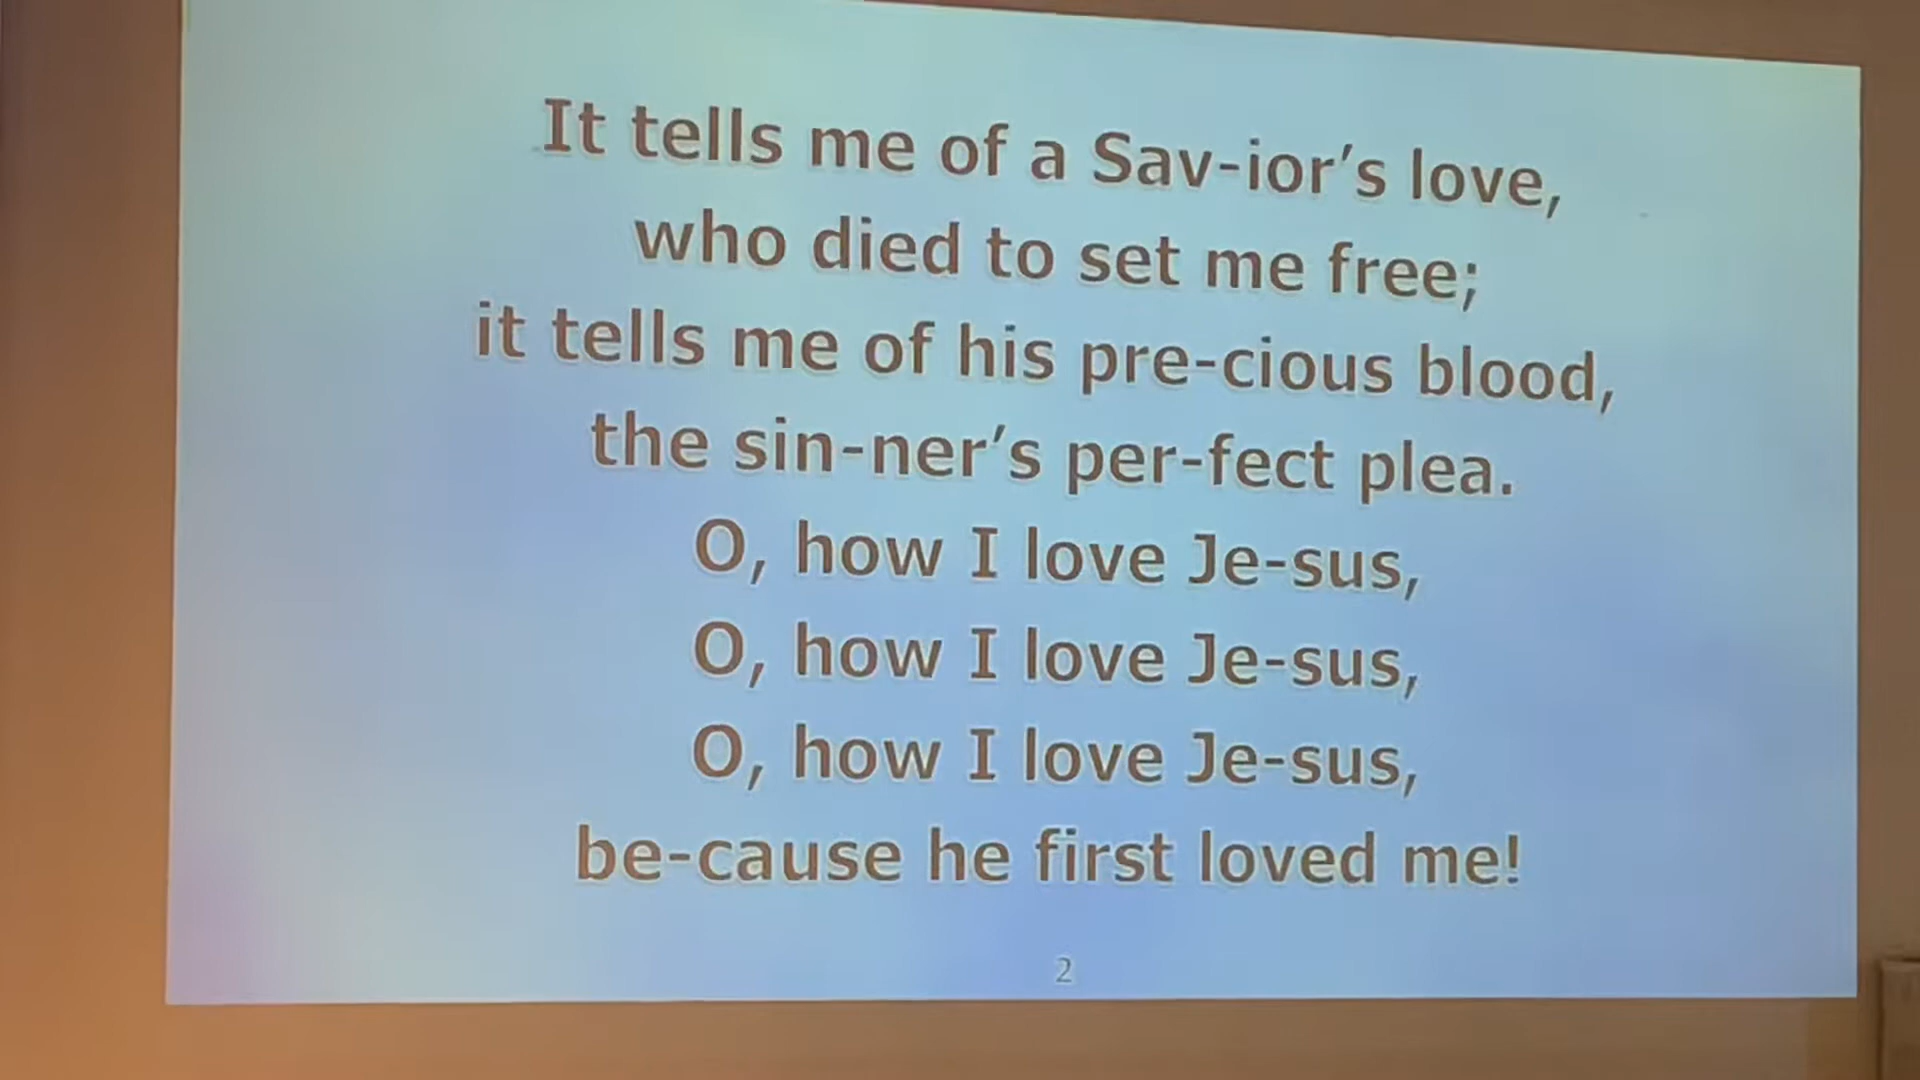 It tells me of a Sav-ior’s love,
who died to set me free;
it tells me of his pre-cious blood,
the sin-ner’s per-fect plea.
O, how I love Je-sus,
O, how I love Je-sus,
O, how I love Je-sus,
be-cause he first loved me!
2